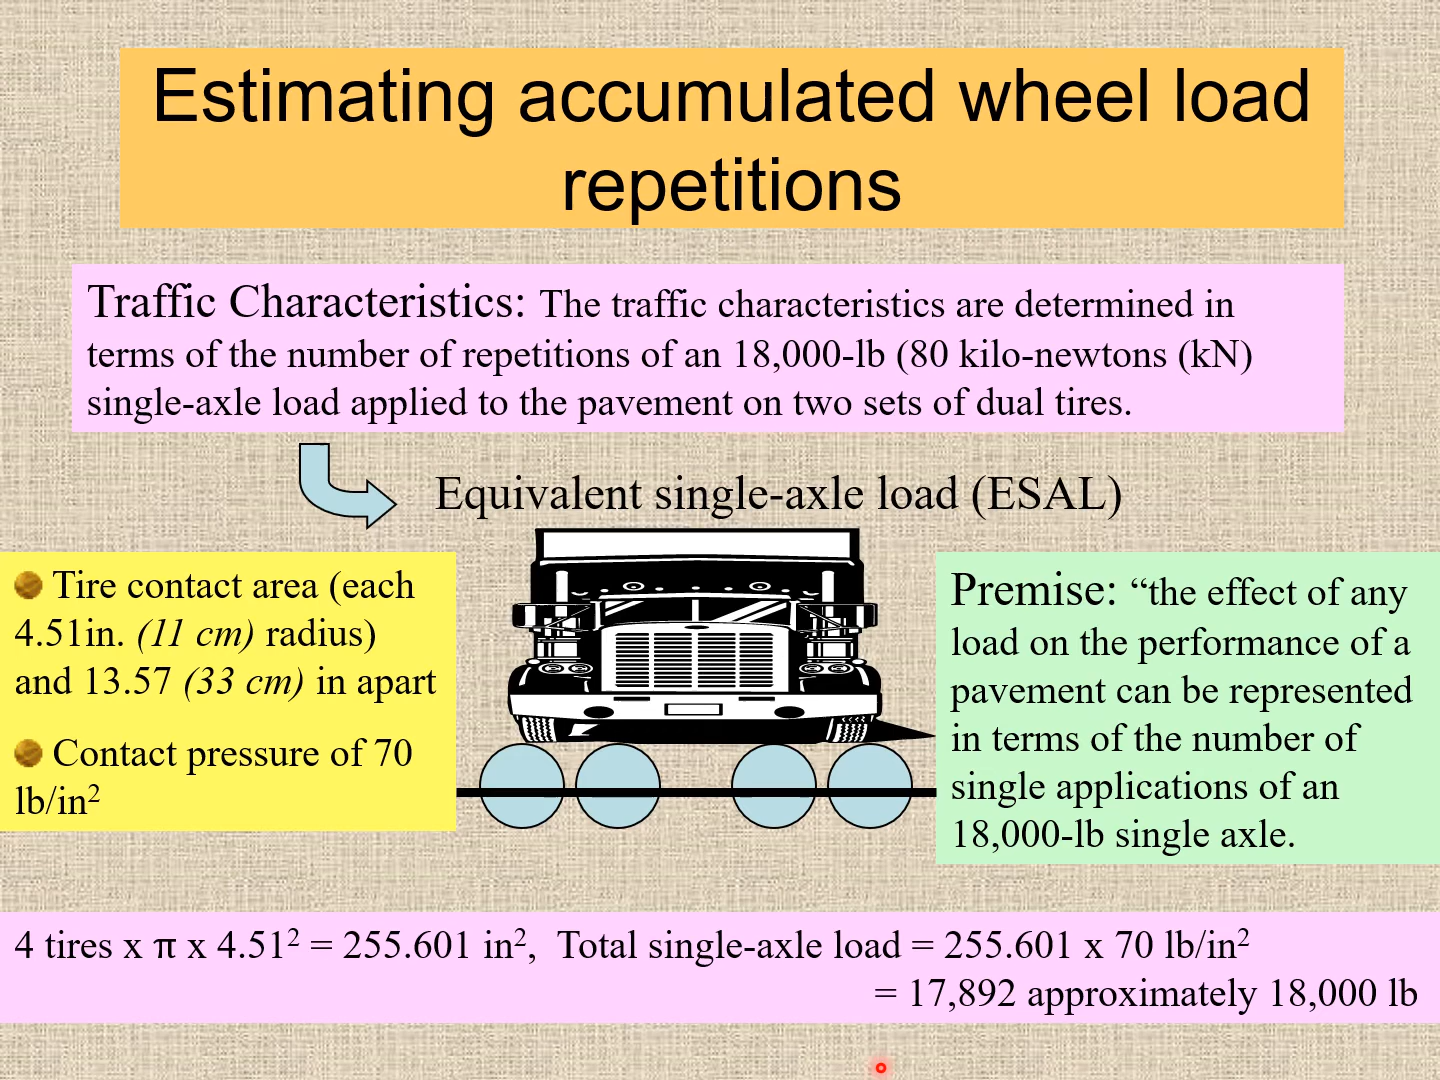 Estimating accumulated wheel load
repetitions
Traffic Characteristics: The traffic characteristics are determined in
terms of the number of repetitions of an 18,000-lb (80 kilo-newtons (kN)
single-axle load applied to the pavement on two sets of dual tires.
Equivalent single-axle load (ESAL)
Tire contact area (each
4.51in. (11 cm) radius)
and 13.57 (33 cm) in apart
Contact pressure of 70
lb/in²
Premise: “the effect of any
load on the performance of a
pavement can be represented
in terms of the number of
single applications of an
18,000-lb single axle.
4 tires x π x 4.51² = 255.601 in², Total single-axle load = 255.601 x 70 lb/in²
= 17,892 approximately 18,000 lb